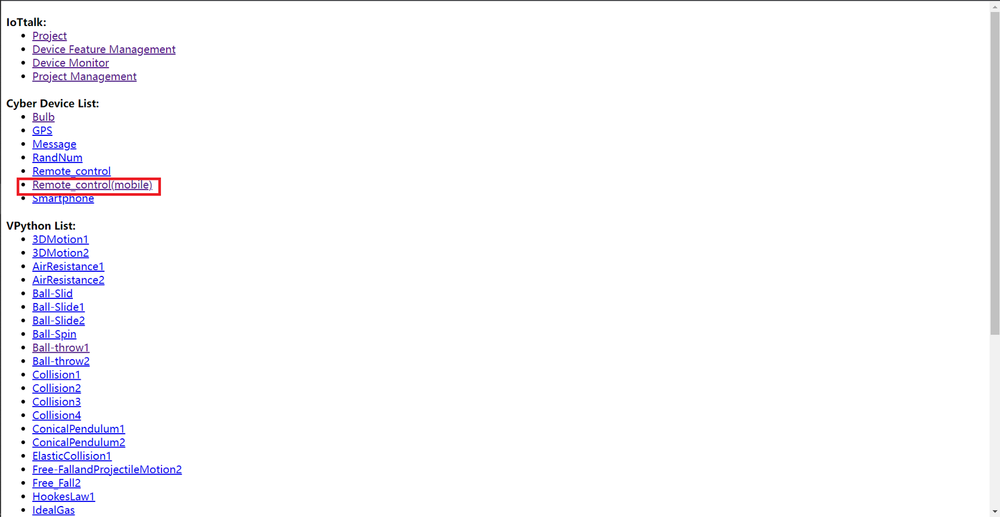 IoTtalk:
Project
Device Feature Management
Device Monitor
Project Management
Cyber Device List:
Bulb
GPS
Message
RandNum
Remote_control
Remote_control(mobile)
Smartphone
VPython List:
3DMotion1
3DMotion2
AirResistance1
AirResistance2
Ball-Slid
Ball-Slide1
Ball-Slide2
Ball-Spin
Ball-throw1
Ball-throw2
Collision1
Collision2
Collision3
Collision4
ConicalPendulum1
ConicalPendulum2
ElasticCollision1
Free-FallandProjectileMotion2
Free_Fall2
HookesLaw1
IdealGas